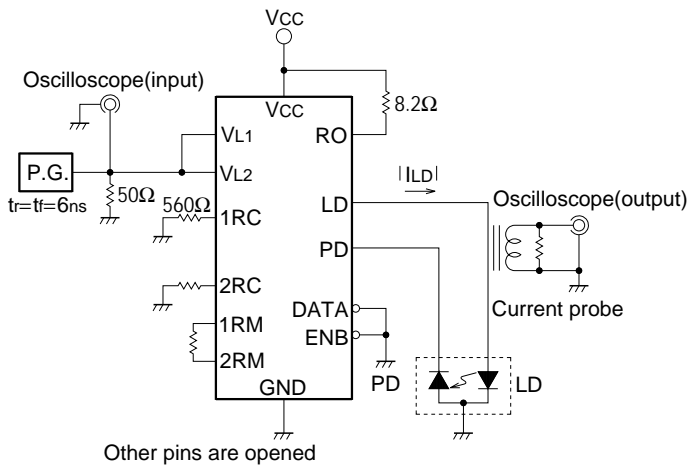 VCC
Oscilloscope(input)
VCC
8.2Ω
RO
VL1
P.G.
VL2
|ILD|
tr=tf=6ns
50Ω
560Ω
LD
Oscilloscope(output)
1RC
PD
2RC
DATA
Current probe
1RM
ENB
2RM
PD
LD
GND
Other pins are opened